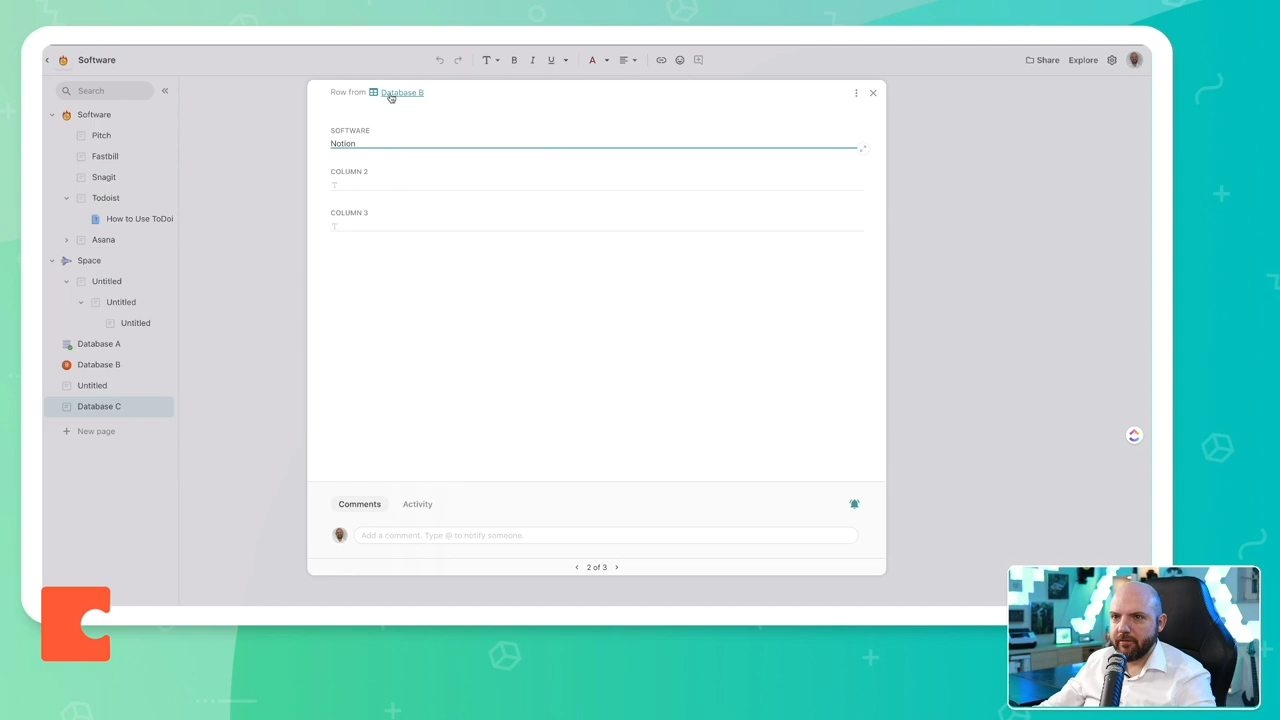 Software
T
B
I
U
A
Share
Explore
Search
Software
Pitch
Fastbill
Snagit
Todoist
How to Use ToDoi
Asana
Space
Untitled
Untitled
Untitled
Database A
Database B
Untitled
Database C
New page
Row from Database B
SOFTWARE
Notion
COLUMN 2
T
COLUMN 3
T
Comments
Activity
Add a comment. Type @ to notify someone.
2 of 3